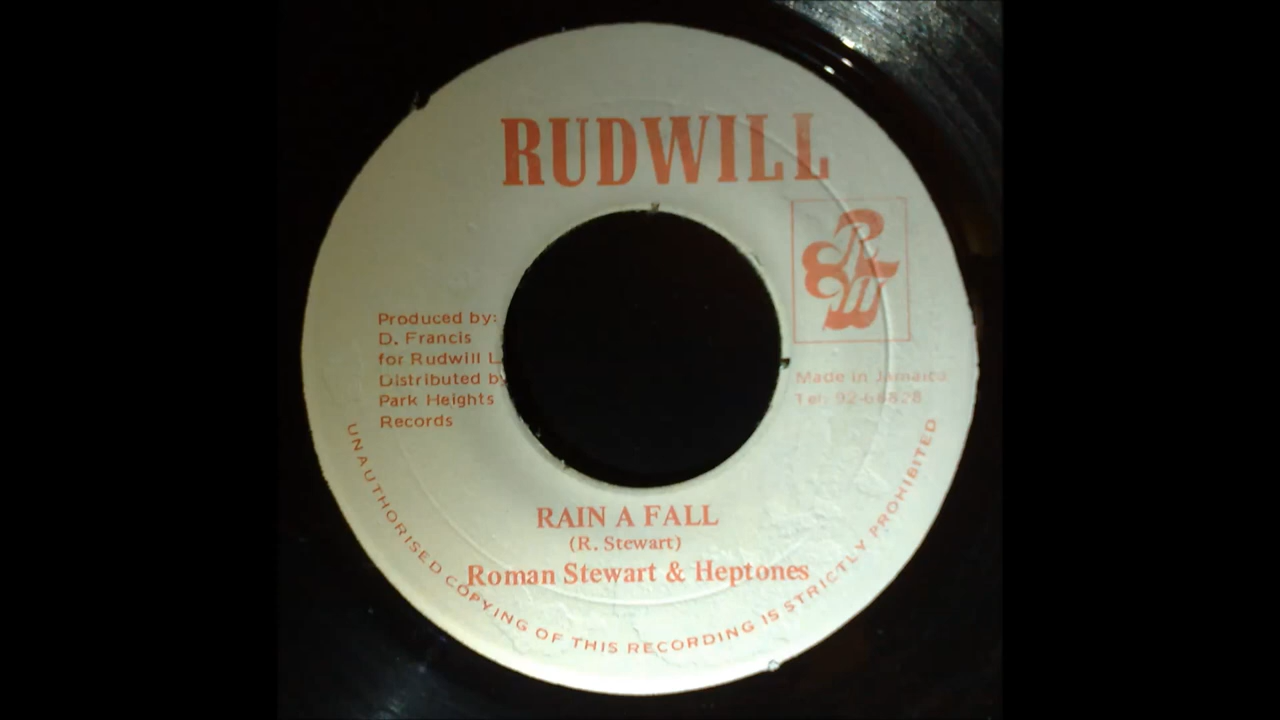 RUDWILL
Produced by:
D. Francis
for Rudwill L
Distributed by
Park Heights
Records
Made in Jamaica
Tel:
RAIN A FALL
(R. Stewart)
Roman Stewart & Heptones
UNAUTHORISED COPYING OF THIS RECORDING IS STRICTLY PROHIBITED